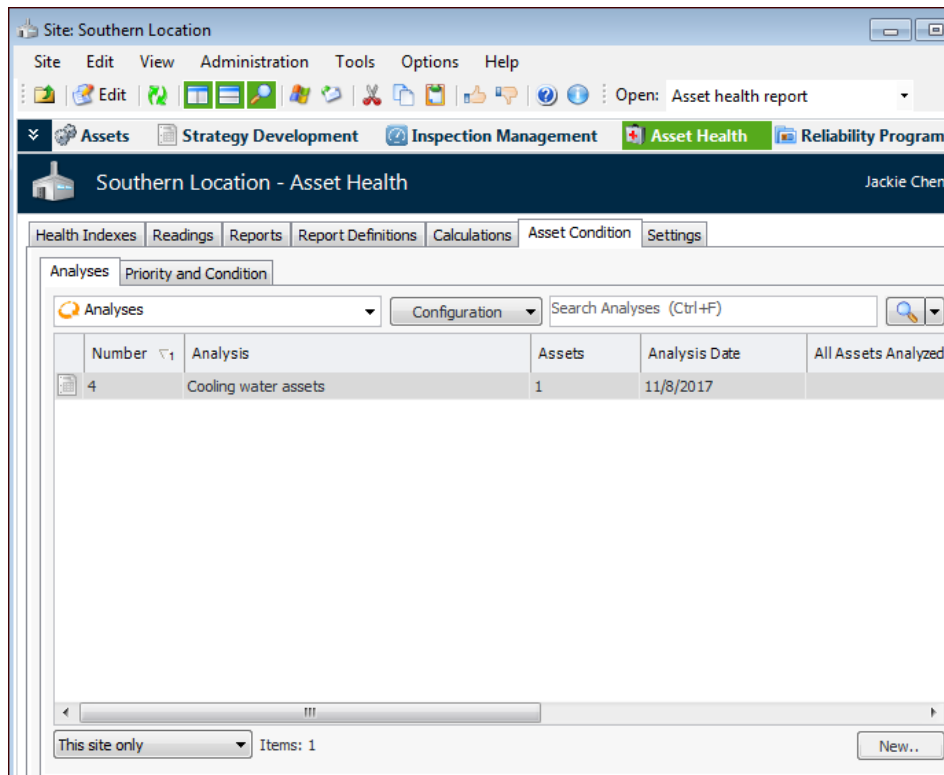 Site: Southern Location
Site Edit View Administration Tools Options Help
Edit Open: Asset health report
Assets Strategy Development Inspection Management Asset Health Reliability Program
Southern Location - Asset Health Jackie Chen
Health Indexes Readings Reports Report Definitions Calculations Asset Condition Settings
Analyses Priority and Condition
Analyses Configuration Search Analyses (Ctrl+F)
Number 1 Analysis Assets Analysis Date All Assets Analyzed
4 Cooling water assets 1 11/8/2017
This site only Items: 1 New..